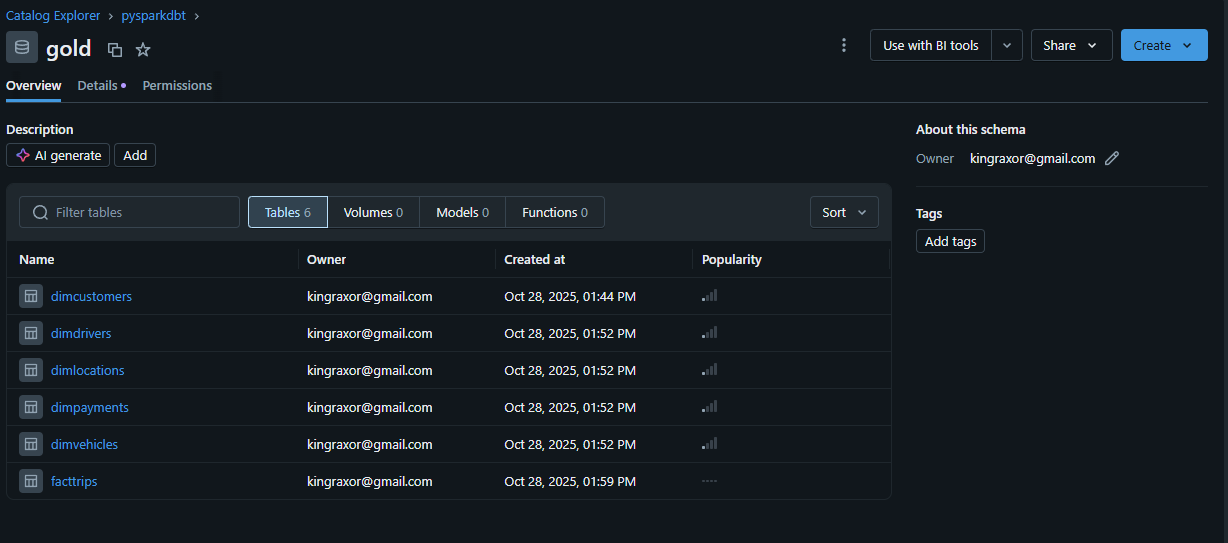 Catalog Explorer › pysparkdbt ›
gold
Use with BI tools
Share
Create
Overview Details Permissions
Description
AI generate Add
About this schema
Owner kingraxor@gmail.com
Tags
Add tags
Filter tables
Tables 6 Volumes 0 Models 0 Functions 0
Sort
Name Owner Created at Popularity
dimcustomers kingraxor@gmail.com Oct 28, 2025, 01:44 PM
dimdrivers kingraxor@gmail.com Oct 28, 2025, 01:52 PM
dimlocations kingraxor@gmail.com Oct 28, 2025, 01:52 PM
dimpayments kingraxor@gmail.com Oct 28, 2025, 01:52 PM
dimvehicles kingraxor@gmail.com Oct 28, 2025, 01:52 PM
facttrips kingraxor@gmail.com Oct 28, 2025, 01:59 PM